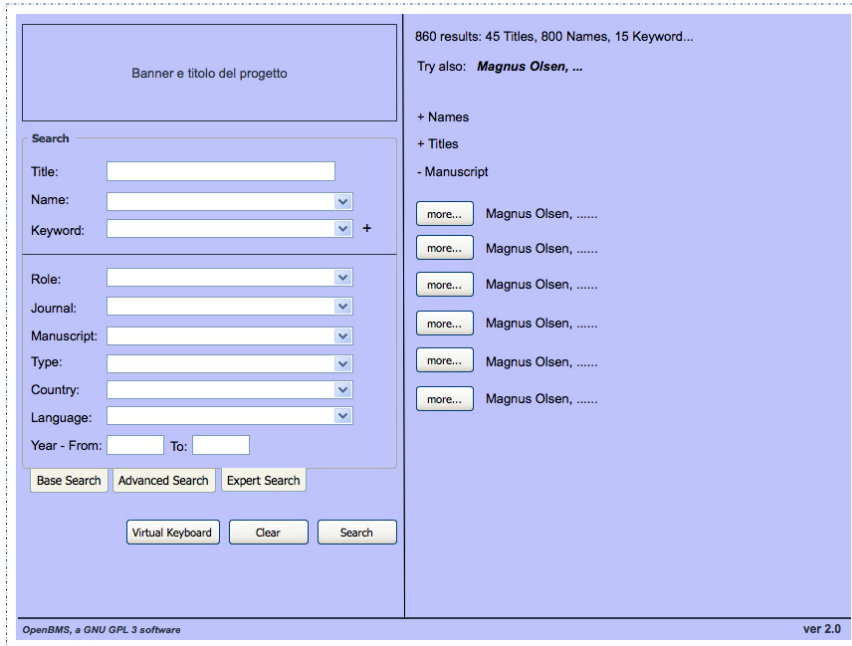 Banner e titolo del progetto
Search
Title:
Name:
Keyword: +
Role:
Journal:
Manuscript:
Type:
Country:
Language:
Year - From: To:
Base Search Advanced Search Expert Search
Virtual Keyboard Clear Search
860 results: 45 Titles, 800 Names, 15 Keyword...
Try also: Magnus Olsen, ...
+ Names
+ Titles
- Manuscript
more... Magnus Olsen, ......
more... Magnus Olsen, ......
more... Magnus Olsen, ......
more... Magnus Olsen, ......
more... Magnus Olsen, ......
more... Magnus Olsen, ......
OpenBMS, a GNU GPL 3 software ver 2.0